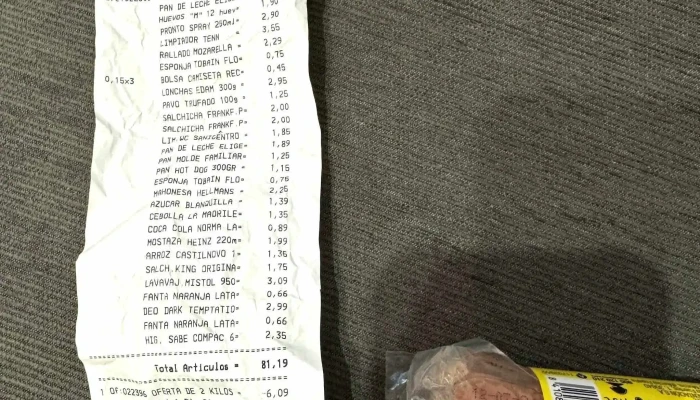 PAN DE LECHE ELIGE 1,90
HUEVOS "M" 12 huev= 2,90
PRONTO SPRAY 250ml= 3,55
LIMPIADOR TENN = 2,29
RALLADO MOZARELLA = 0,75
ESPONJA TOBAIN FLO= 0,45
0,15x3 BOLSA CAMISETA REC= 2,95
LONCHAS EDAM 300g = 1,25
PAVO TRUFADO 100g = 2,00
SALCHICHA FRANKF.P= 2,00
SALCHICHA FRANKF.P= 1,85
LIM.WC SANICENTRO = 1,89
PAN DE LECHE ELIGE= 1,25
PAN MOLDE FAMILIAR= 1,15
PAN HOT DOG 300GR = 0,75
ESPONJA TOBAIN FLO= 2,25
MAHONESA HELLMANS = 1,39
AZUCAR BLANQUILLA = 1,35
CEBOLLA LA MADRILE= 0,89
COCA COLA NORMA LA= 1,99
MOSTAZA HEINZ 220m= 1,36
ARROZ CASTILNOVO 1= 1,75
SALCH.KING ORIGINA= 3,09
LAVAVAJ.MISTOL 950= 0,66
FANTA NARANJA LATA= 2,99
DEO DARK TEMPTATIO= 0,66
FANTA NARANJA LATA= 2,35
HIG. SABE COMPAC 6=
Total Articulos = 81,19
1 OF:022396 OFERTA DE 2 KILOS = -6,09